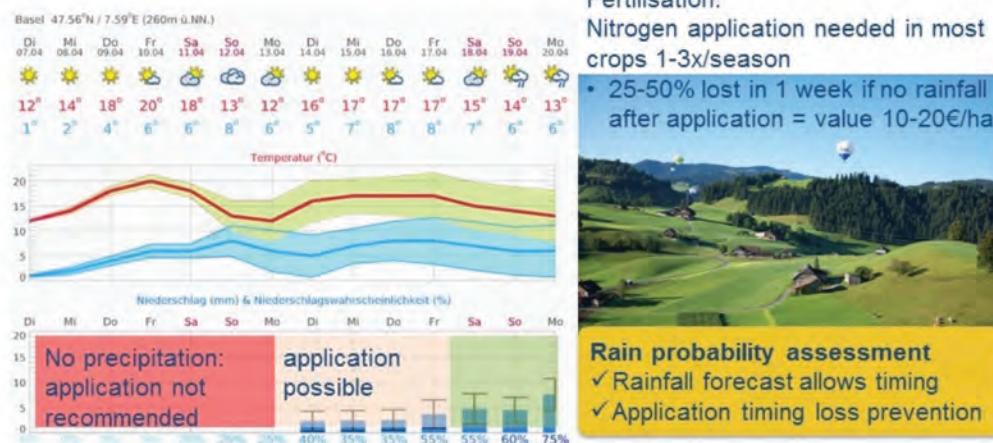 Basel 47.56°N / 7.59°E (260m ü.NN.)
Di Mi Do Fr Sa So Mo Di Mi Do Fr Sa So Mo
07.04 08.04 09.04 10.04 11.04 12.04 13.04 14.04 15.04 16.04 17.04 18.04 19.04 20.04
12° 14° 18° 20° 18° 13° 12° 16° 17° 17° 17° 15° 14° 13°
1° 2° 4° 6° 6° 8° 6° 5° 7° 8° 8° 7° 6° 6°
Temperatur (°C)
20
15
10
5
0
Niederschlag (mm) & Niederschlagswahrscheinlichkeit (%)
Di Mi Do Fr Sa So Mo Di Mi Do Fr Sa So Mo
20
15
10
5
0
No precipitation:
application not
recommended
application
possible
40% 35% 35% 55% 55% 60% 75%
Fertilisation:
Nitrogen application needed in most
crops 1-3x/season
• 25-50% lost in 1 week if no rainfall
after application = value 10-20€/ha
Rain probability assessment
✓ Rainfall forecast allows timing
✓ Application timing loss prevention